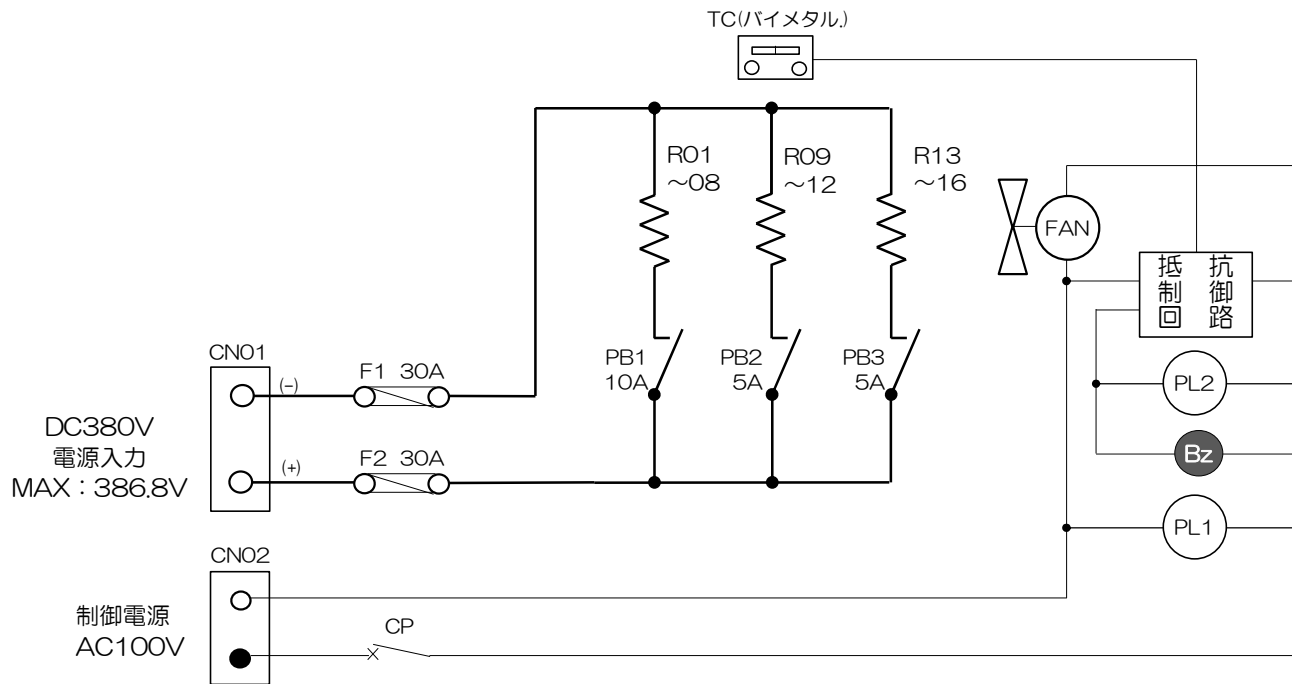 TC(バイメタル.)
R01
～08
R09
～12
R13
～16
FAN
抵 抗
制 御
回 路
CN01
(-)
F1 30A
PB1
10A
PB2
5A
PB3
5A
PL2
DC380V
電源入力
MAX：386.8V
(+)
F2 30A
Bz
PL1
CN02
制御電源
AC100V
CP